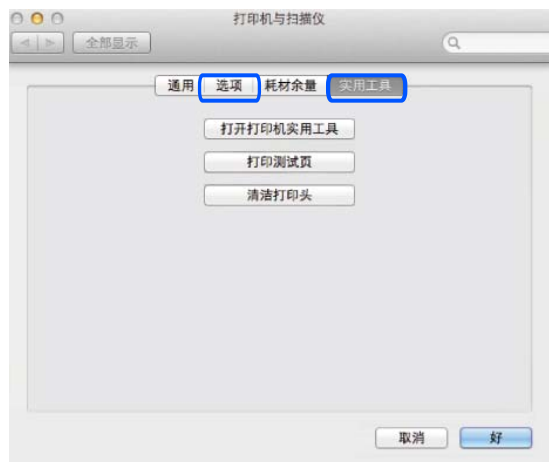 打印机与扫描仪
全部显示
通用 选项 耗材余量 实用工具
打开打印机实用工具
打印测试页
清洁打印头
取消 好